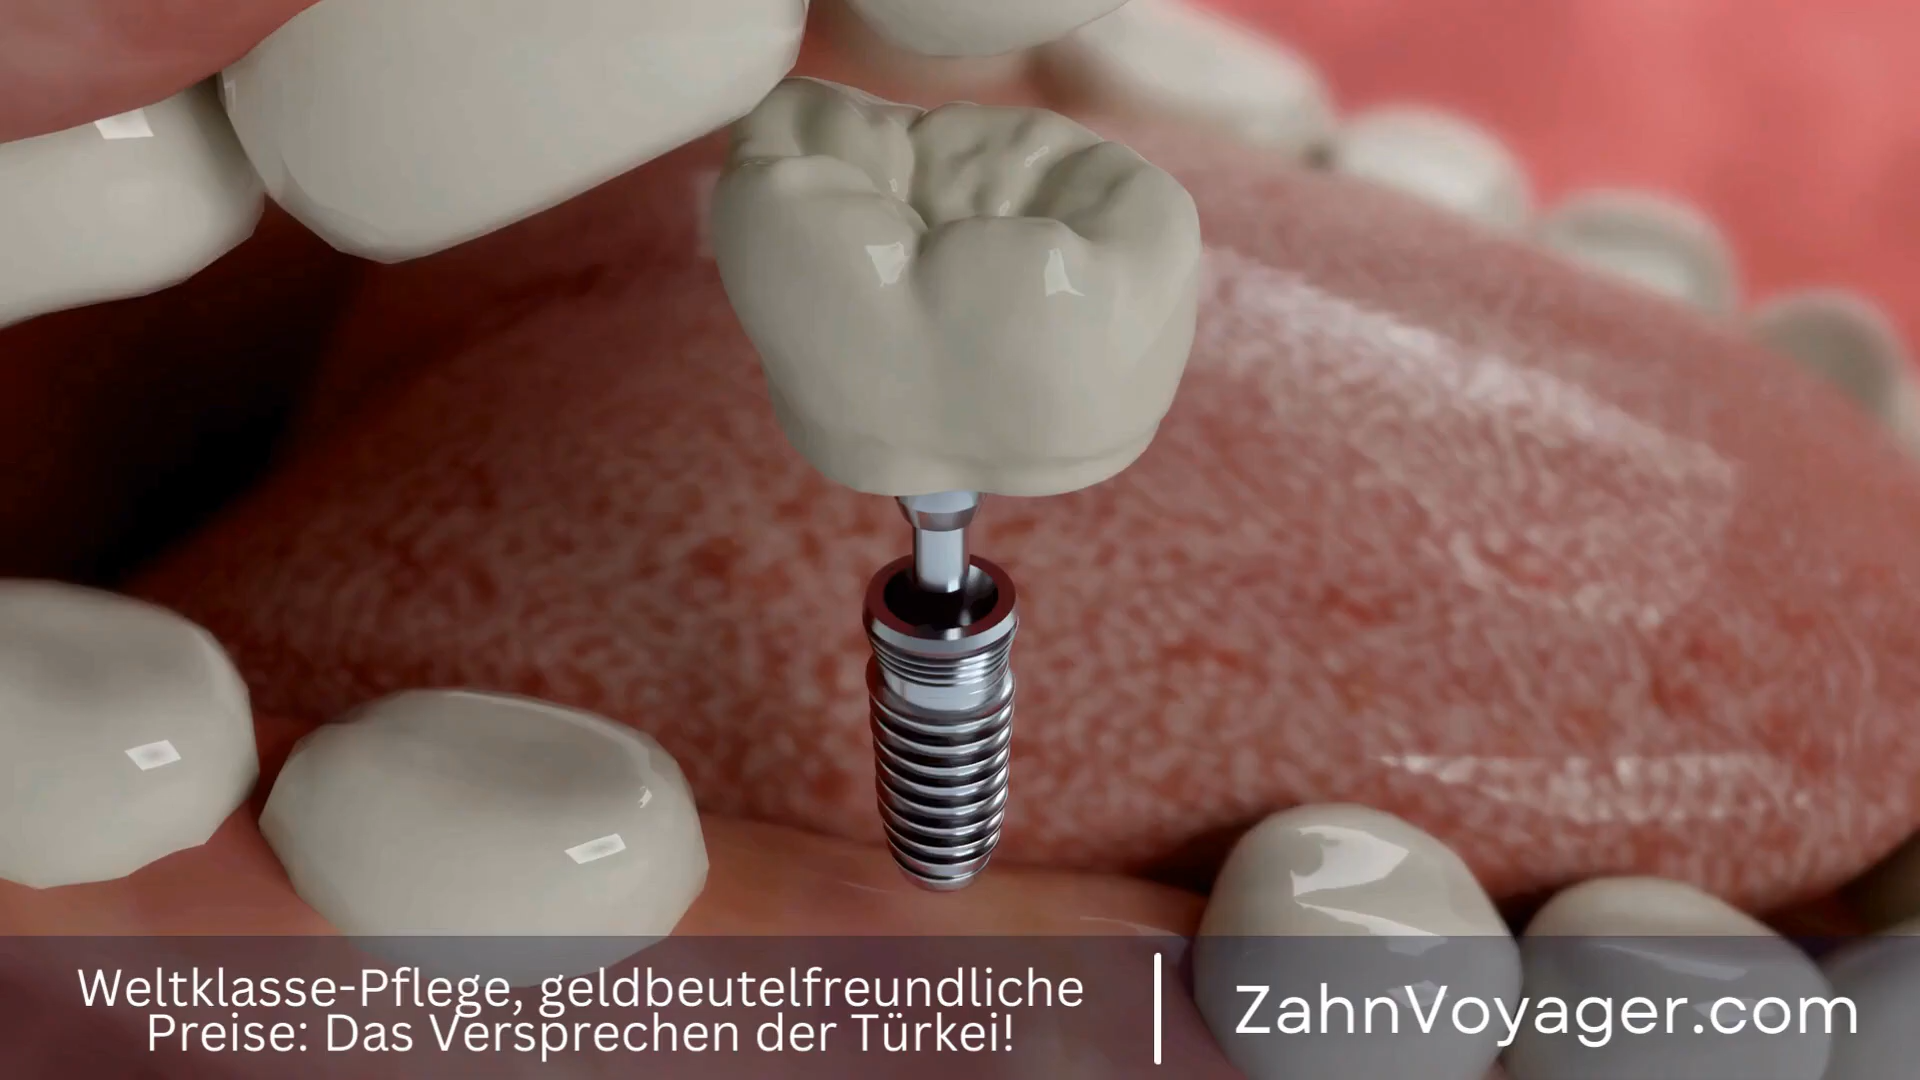 Weltklasse-Pflege, geldbeutelfreundliche
Preise: Das Versprechen der Türkei!
ZahnVoyager.com